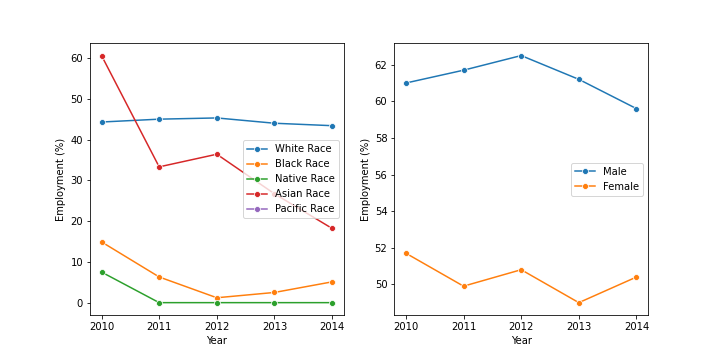 60
50
40
30
20
10
0
Employment (%)
2010 2011 2012 2013 2014
Year
White Race
Black Race
Native Race
Asian Race
Pacific Race
62
60
58
56
54
52
50
Employment (%)
2010 2011 2012 2013 2014
Year
Male
Female